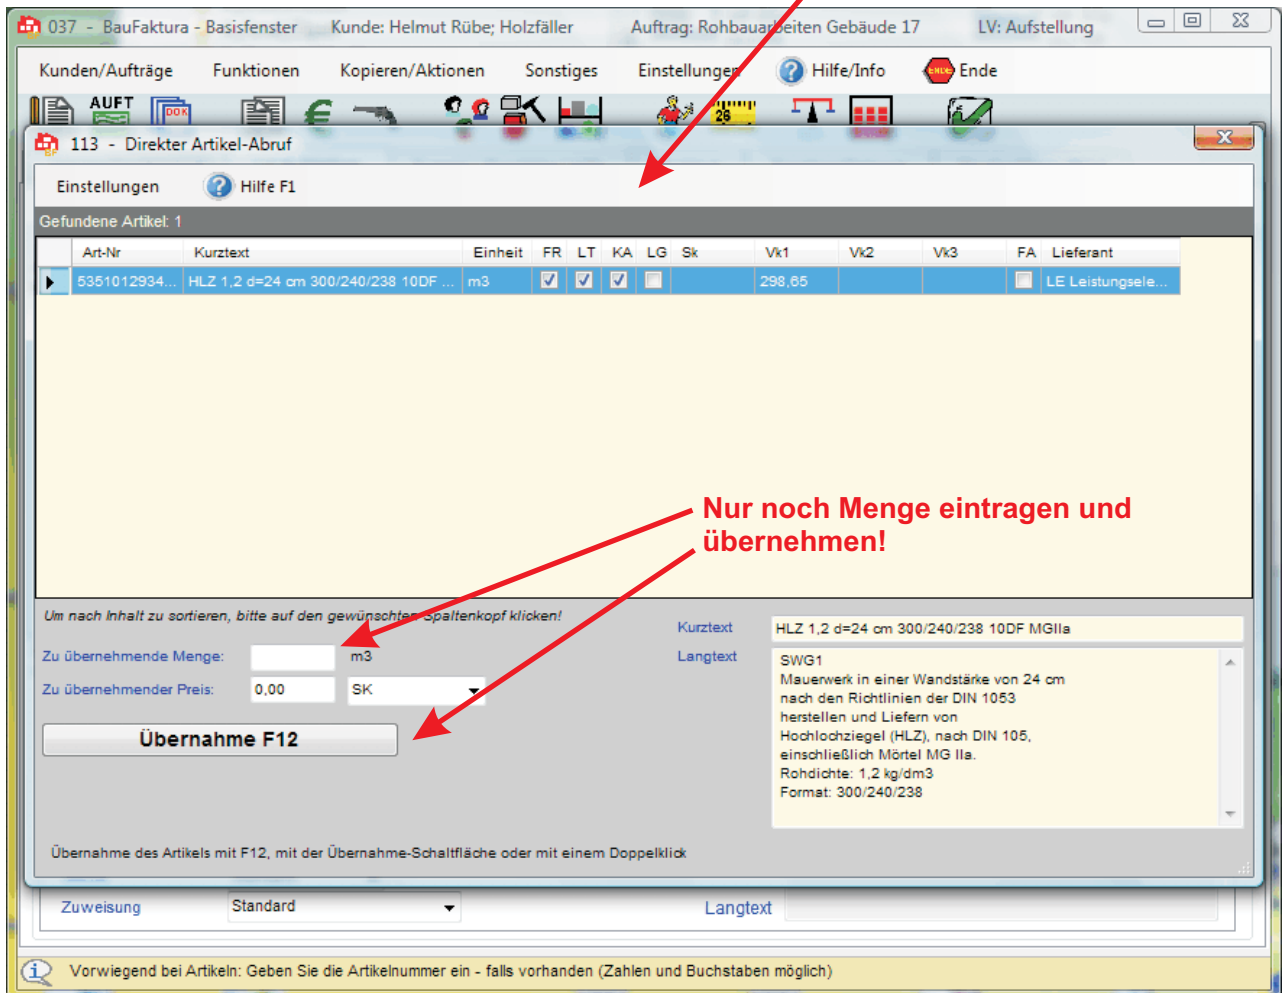 037 - BauFaktura - Basisfenster Kunde: Helmut Rübe; Holzfäller Auftrag: Rohbauarbeiten Gebäude 17 LV: Aufstellung
Kunden/Aufträge Funktionen Kopieren/Aktionen Sonstiges Einstellungen Hilfe/Info ENDE Ende
AUFT DOK 26
113 - Direkter Artikel-Abruf
Einstellungen Hilfe F1
Gefundene Artikel: 1
Art-Nr Kurztext Einheit FR LT KA LG Sk Vk1 Vk2 Vk3 FA Lieferant
5351012934... HLZ 1,2 d=24 cm 300/240/238 10DF ... m3 298,65 LE Leistungsele...
Nur noch Menge eintragen und
übernehmen!
Um nach Inhalt zu sortieren, bitte auf den gewünschten Spaltenkopf klicken!
Zu übernehmende Menge: m3
Zu übernehmender Preis: 0,00 SK
Übernahme F12
Kurztext HLZ 1,2 d=24 cm 300/240/238 10DF MGIIa
Langtext SWG1
Mauerwerk in einer Wandstärke von 24 cm
nach den Richtlinien der DIN 1053
herstellen und Liefern von
Hochlochziegel (HLZ), nach DIN 105,
einschließlich Mörtel MG IIa.
Rohdichte: 1,2 kg/dm3
Format: 300/240/238
Übernahme des Artikels mit F12, mit der Übernahme-Schaltfläche oder mit einem Doppelklick
Zuweisung Standard Langtext
Vorwiegend bei Artikeln: Geben Sie die Artikelnummer ein - falls vorhanden (Zahlen und Buchstaben möglich)